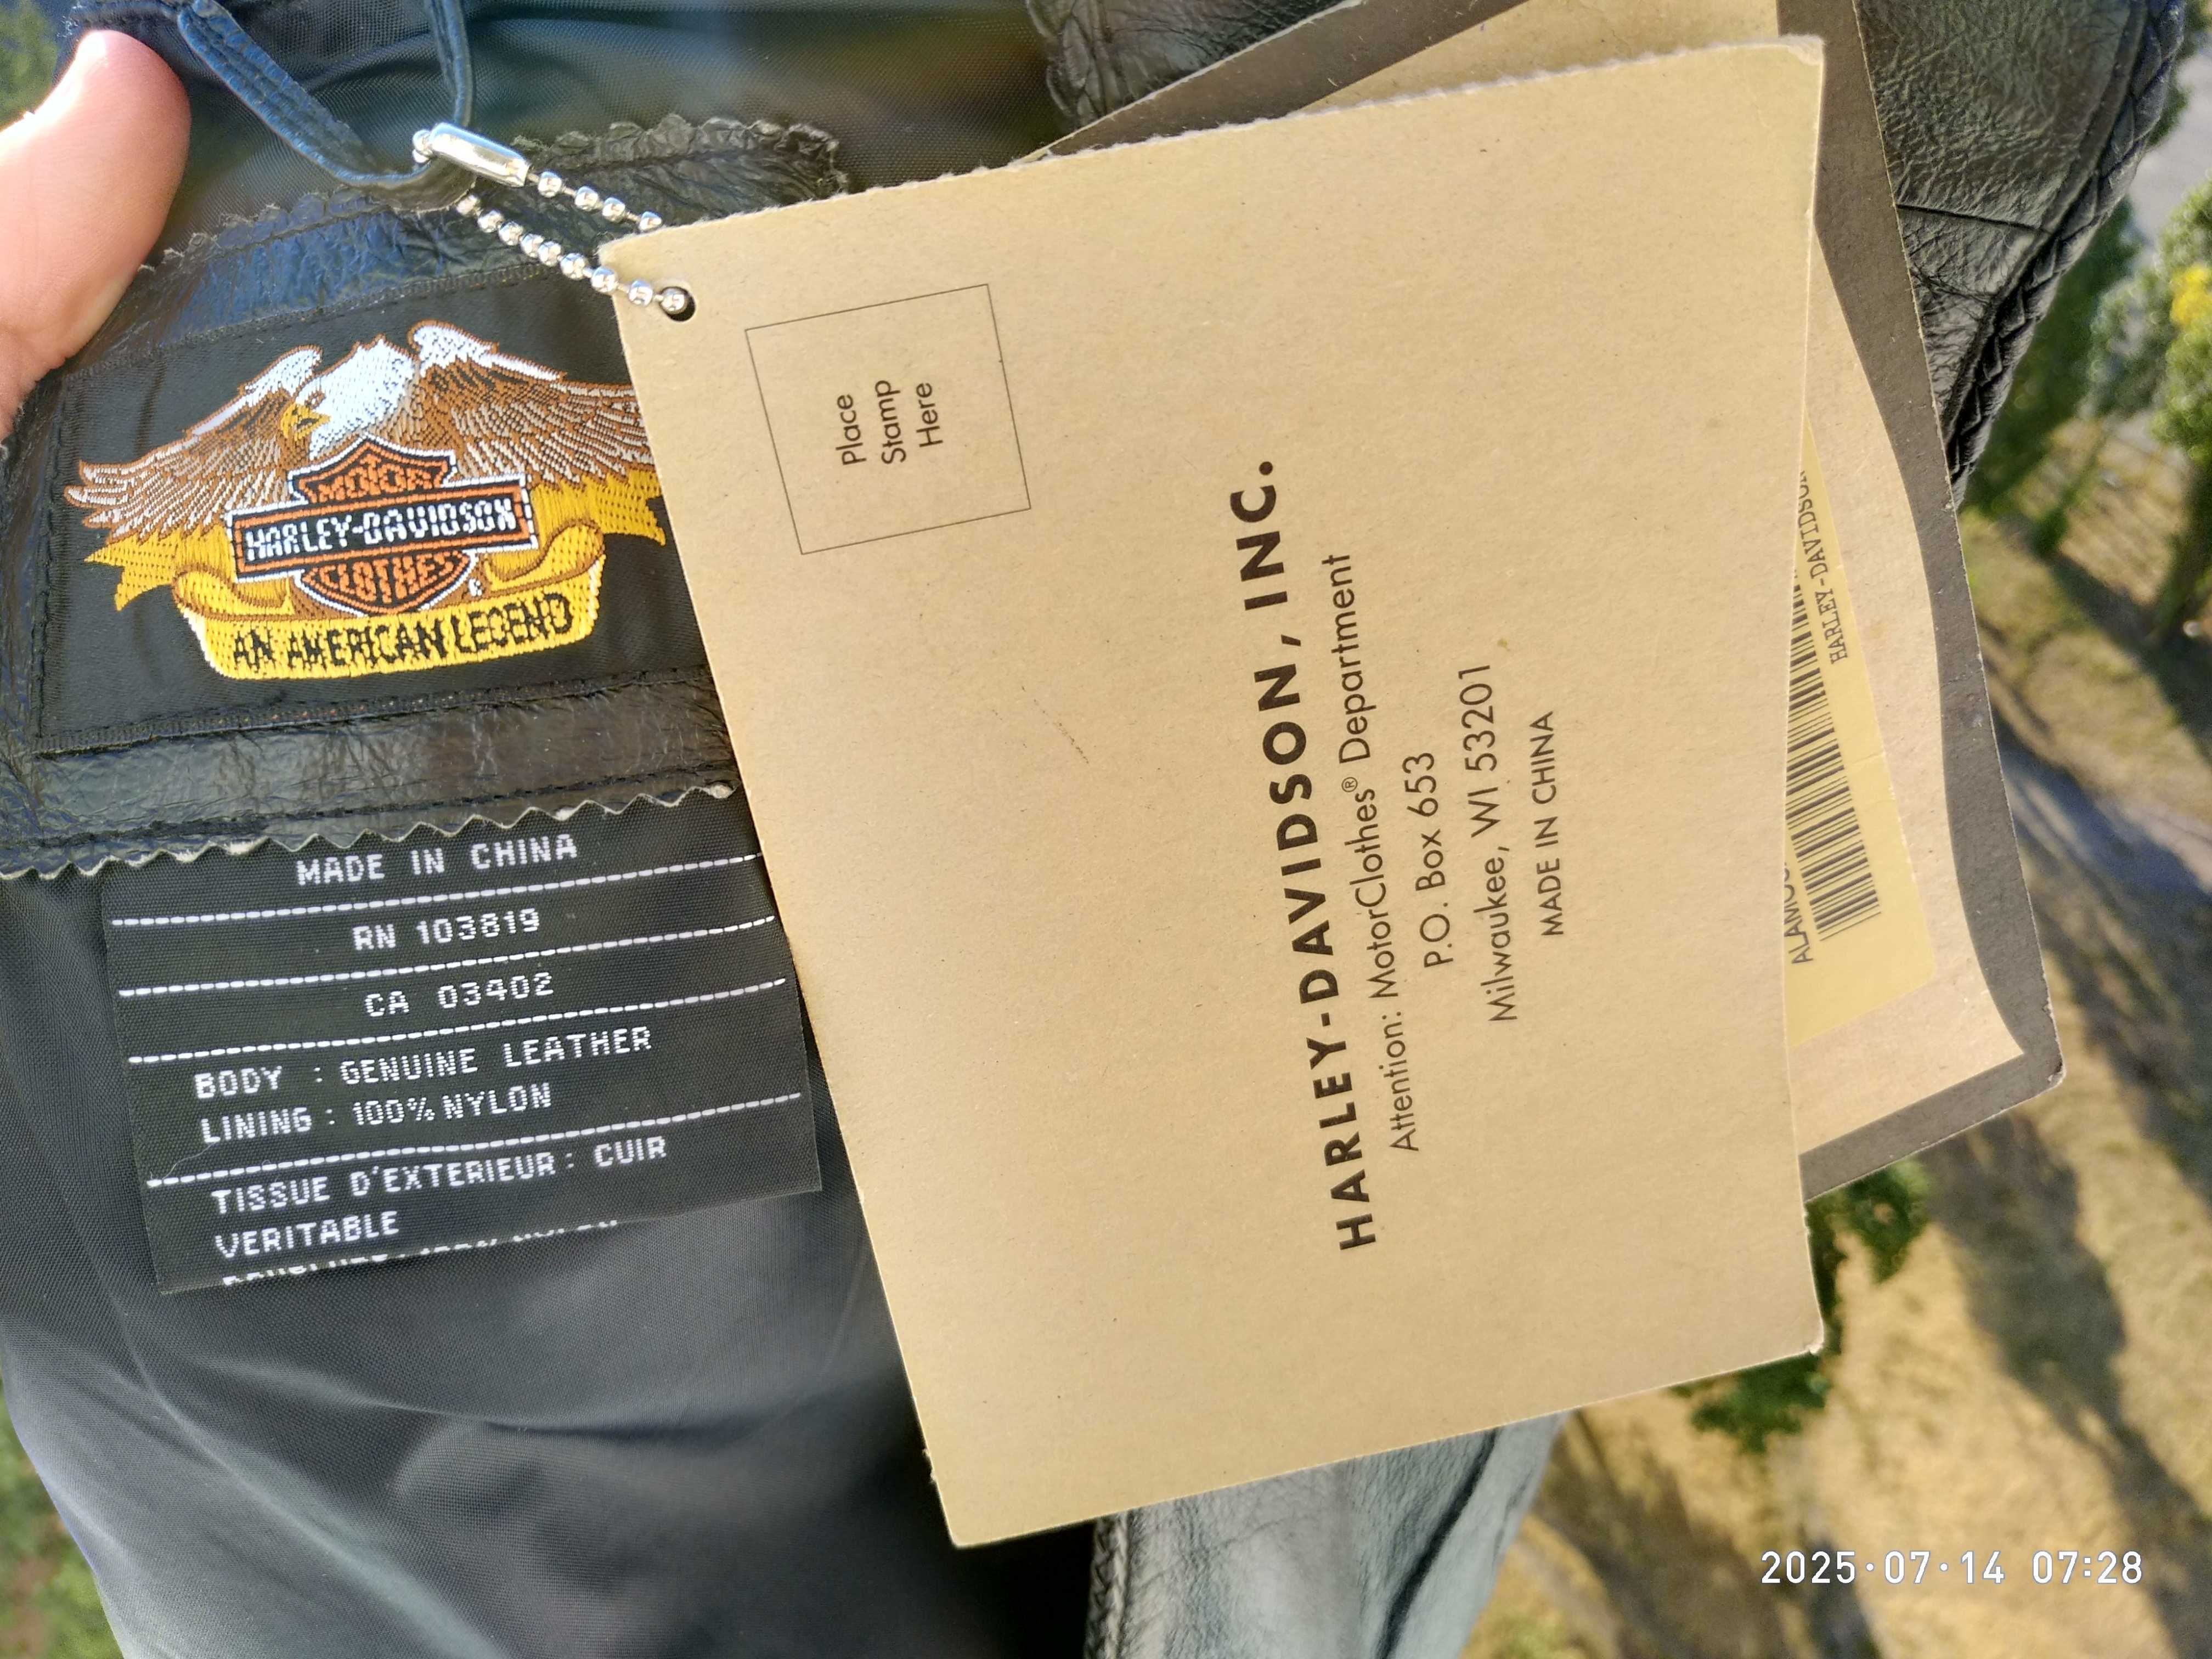 MOTOR
HARLEY-DAVIDSON
CLOTHES
AN AMERICAN LEGEND
MADE IN CHINA
RN 103819
CA 03402
BODY : GENUINE LEATHER
LINING : 100% NYLON
TISSUE D'EXTERIEUR : CUIR
VERITABLE
Place
Stamp
Here
HARLEY-DAVIDSON, INC.
Attention: MotorClothes® Department
P.O. Box 653
Milwaukee, WI 53201
MADE IN CHINA
HARLEY-DAVIDSON
2025·07·14 07:28